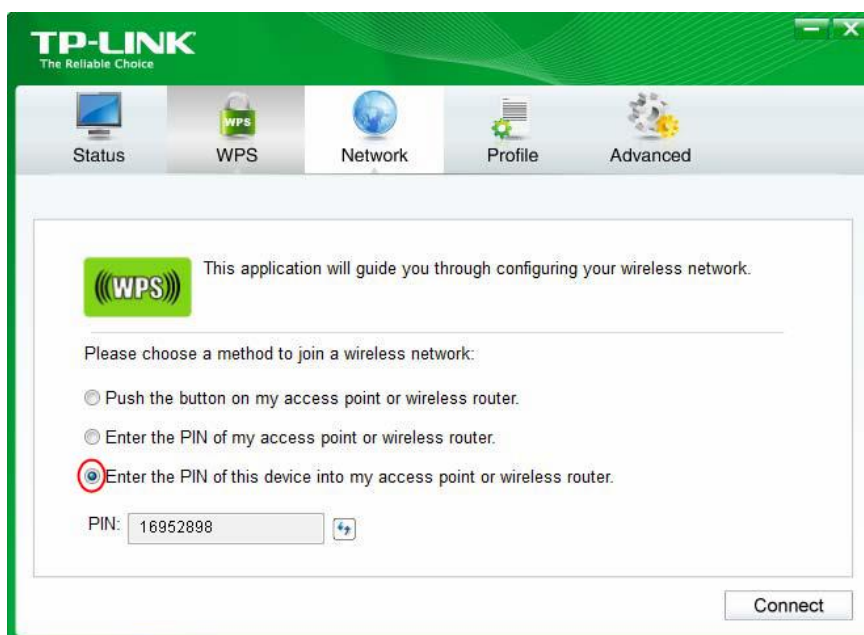 TP-LINK
The Reliable Choice
Status WPS Network Profile Advanced
WPS
(((WPS)))
This application will guide you through configuring your wireless network.
Please choose a method to join a wireless network:
Push the button on my access point or wireless router.
Enter the PIN of my access point or wireless router.
Enter the PIN of this device into my access point or wireless router.
PIN: 16952898
Connect